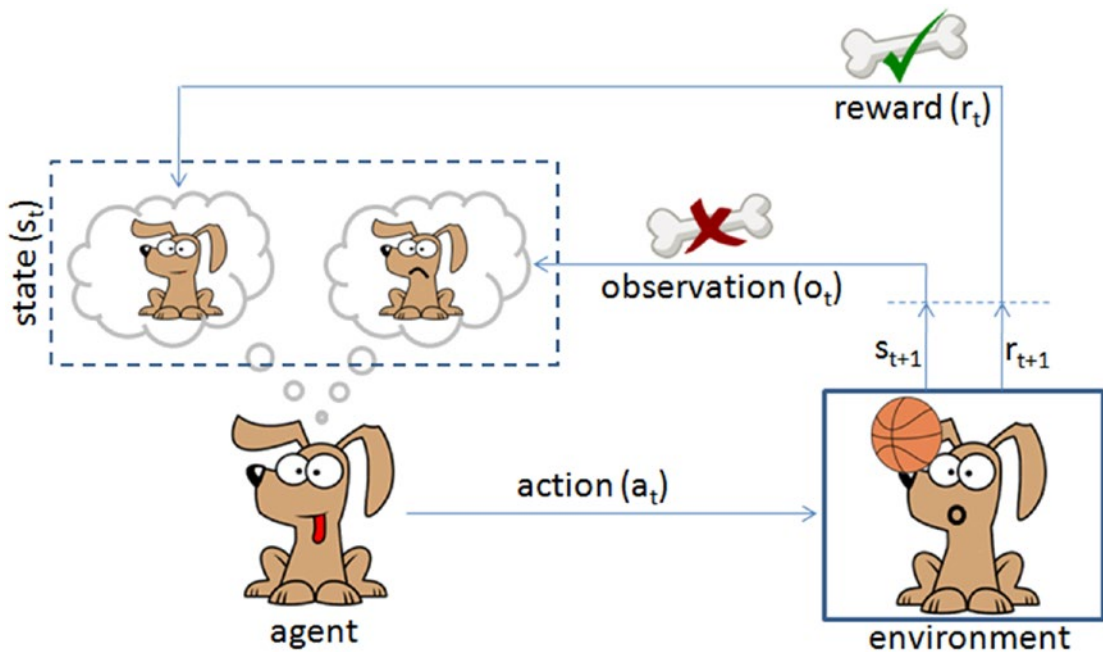 reward (rₜ)
state (sₜ)
observation (oₜ)
sₜ₊₁
rₜ₊₁
action (aₜ)
agent
environment